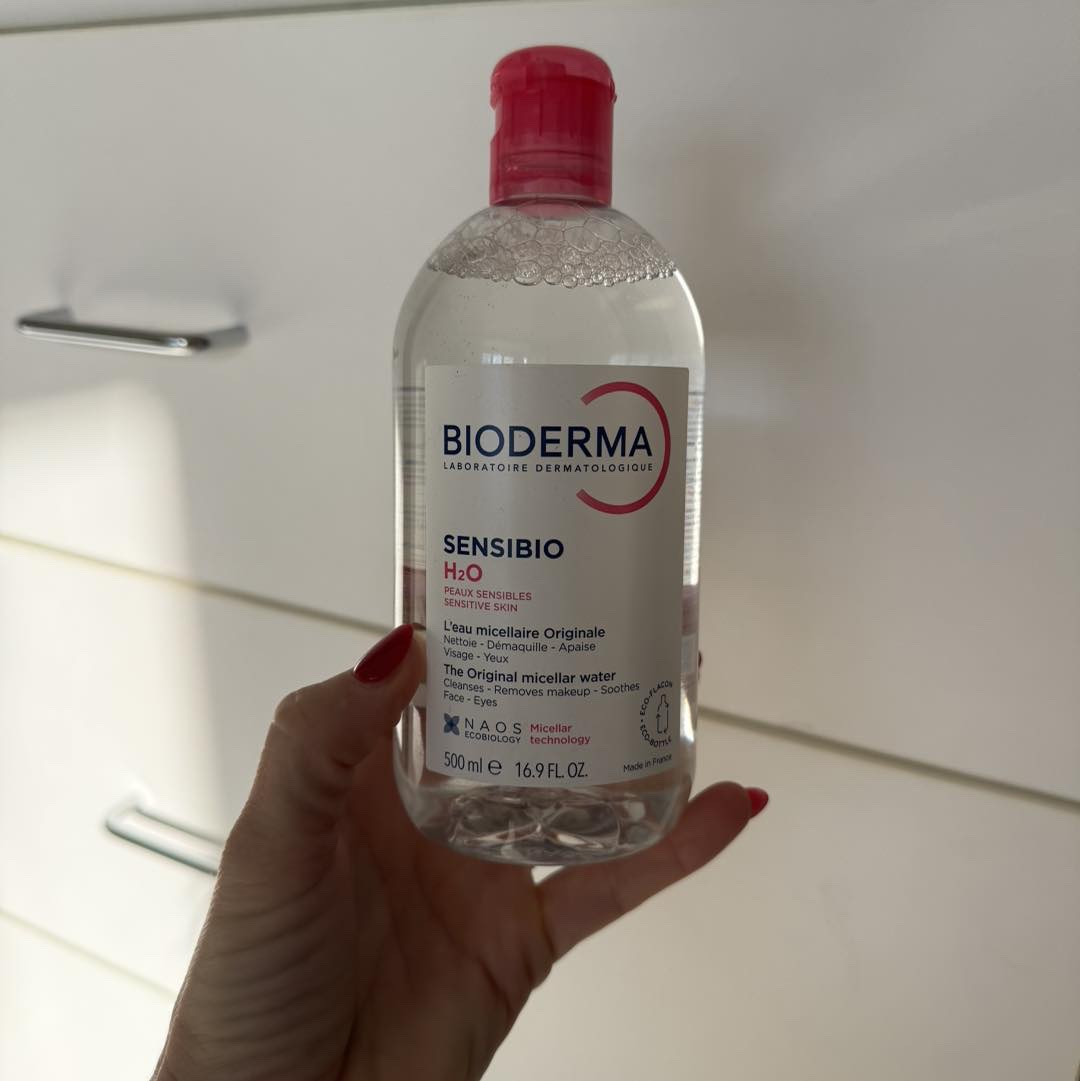 BIODERMA
LABORATOIRE DERMATOLOGIQUE
SENSIBIO
H₂O
PEAUX SENSIBLES
SENSITIVE SKIN
L'eau micellaire Originale
Nettoie - Démaquille - Apaise
Visage - Yeux
The Original micellar water
Cleanses - Removes makeup - Soothes
Face - Eyes
NAOS
ECOBIOLOGY
Micellar
technology
• ECO-FLACON • ECO-BOTTLE
500 ml ℮ 16.9 FL. OZ.
Made in France